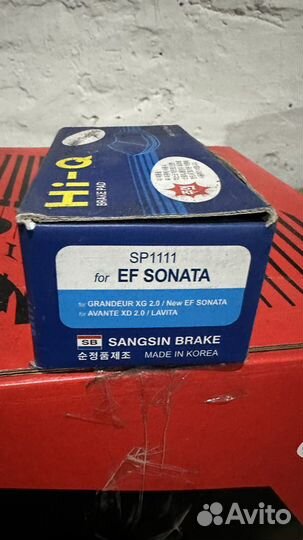 Hi-Q
BRAKE PAD
SP1111
for EF SONATA
for GRANDEUR XG 2.0 / New EF SONATA
for AVANTE XD 2.0 / LAVITA
SB SANGSIN BRAKE
순정품제조 MADE IN KOREA
Avito